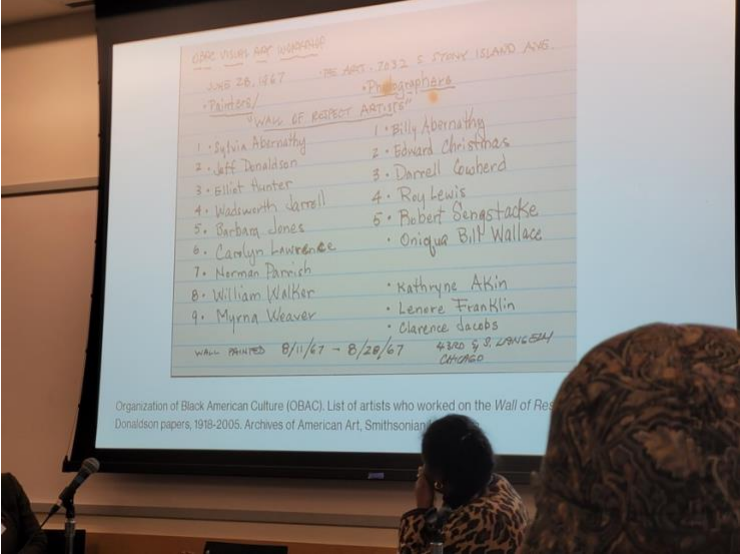 OBAC VISUAL ART WORKSHOP
JUNE 28, 1967 · 7032 S STONY ISLAND AVE.
· Painters/ · Photographers
"WALL OF RESPECT ARTISTS"
1 · Sylvia Abernathy
2 · Jeff Donaldson
3 · Elliot Hunter
4 · Wadsworth Jarrell
5 · Barbara Jones
6 · Carolyn Lawrence
7 · Norman Parrish
8 · William Walker
9 · Myrna Weaver
1 · Billy Abernathy
2 · Edward Christmas
3 · Darrell Cowherd
4 · Roy Lewis
5 · Robert Sengstacke
· Oniqua Bill Wallace
· Kathryne Akin
· Lenore Franklin
· Clarence Jacobs
WALL PAINTED 8/11/67 – 8/28/67 43RD & S. LANGLEY
CHICAGO
Organization of Black American Culture (OBAC). List of artists who worked on the Wall of Res
Donaldson papers, 1918-2005. Archives of American Art, Smithsonian